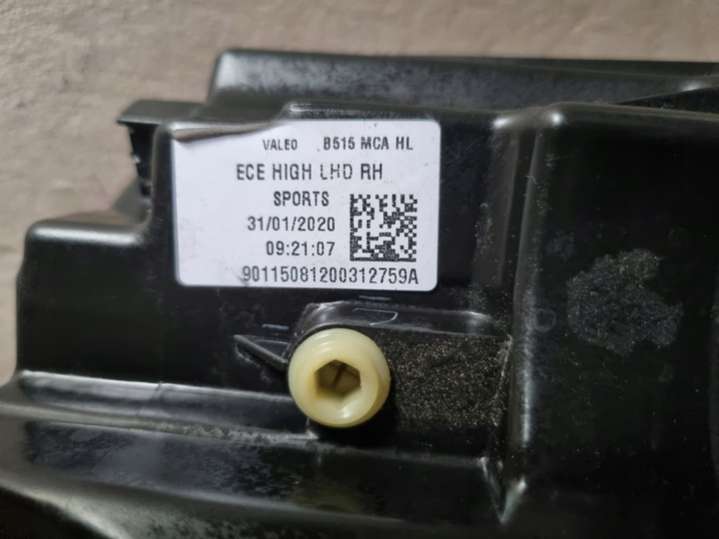 VALEO B515 MCA HL
ECE HIGH LHD RH
SPORTS
31/01/2020
09:21:07
90115081200312759A